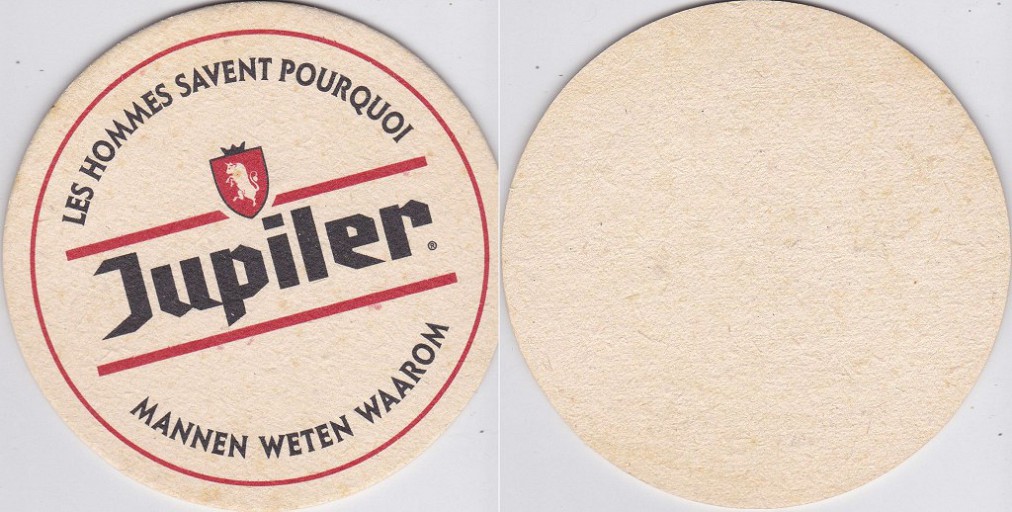 LES HOMMES SAVENT POURQUOI
Jupiler®
MANNEN WETEN WAAROM